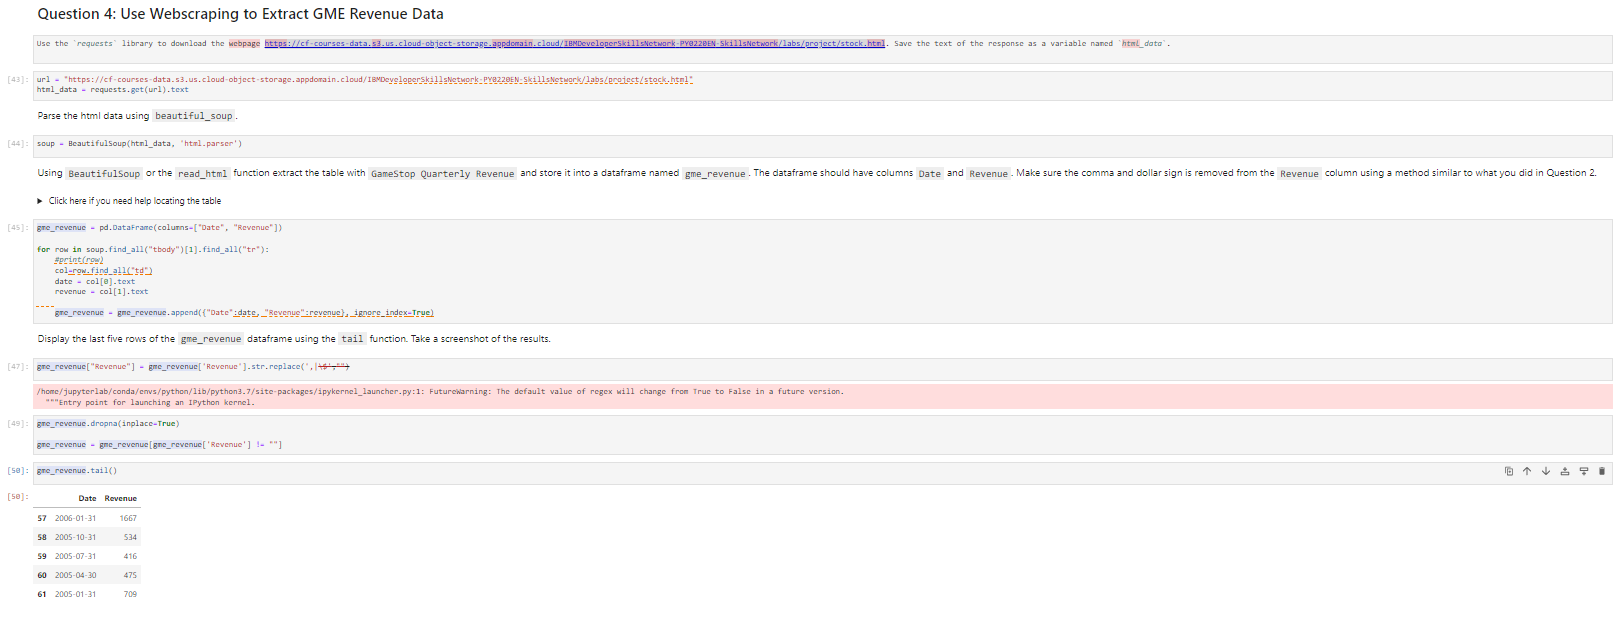 Question 4: Use Webscraping to Extract GME Revenue Data
Use the `requests` library to download the webpage https://cf-courses-data.s3.us.cloud-object-storage.appdomain.cloud/IBMDeveloperSkillsNetwork-PY0220EN-SkillsNetwork/labs/project/stock.html. Save the text of the response as a variable named `html_data`.
[43]: url = "https://cf-courses-data.s3.us.cloud-object-storage.appdomain.cloud/IBMDeveloperSkillsNetwork-PY0220EN-SkillsNetwork/labs/project/stock.html"
html_data = requests.get(url).text
Parse the html data using beautiful_soup.
[44]: soup = BeautifulSoup(html_data, 'html.parser')
Using BeautifulSoup or the read_html function extract the table with GameStop Quarterly Revenue and store it into a dataframe named gme_revenue. The dataframe should have columns Date and Revenue. Make sure the comma and dollar sign is removed from the Revenue column using a method similar to what you did in Question 2.
▶ Click here if you need help locating the table
[45]: gme_revenue = pd.DataFrame(columns=["Date", "Revenue"])
for row in soup.find_all("tbody")[1].find_all("tr"):
#print(row)
col=row.find_all("td")
date = col[0].text
revenue = col[1].text
gme_revenue = gme_revenue.append({"Date":date, "Revenue":revenue}, ignore_index=True)
Display the last five rows of the gme_revenue dataframe using the tail function. Take a screenshot of the results.
[47]: gme_revenue["Revenue"] = gme_revenue['Revenue'].str.replace(',|\$',"")
/home/jupyterlab/conda/envs/python/lib/python3.7/site-packages/ipykernel_launcher.py:1: FutureWarning: The default value of regex will change from True to False in a future version.
"""Entry point for launching an IPython kernel.
[49]: gme_revenue.dropna(inplace=True)
gme_revenue = gme_revenue[gme_revenue['Revenue'] != ""]
[50]: gme_revenue.tail()
[50]: Date Revenue
57 2006-01-31 1667
58 2005-10-31 534
59 2005-07-31 416
60 2005-04-30 475
61 2005-01-31 709